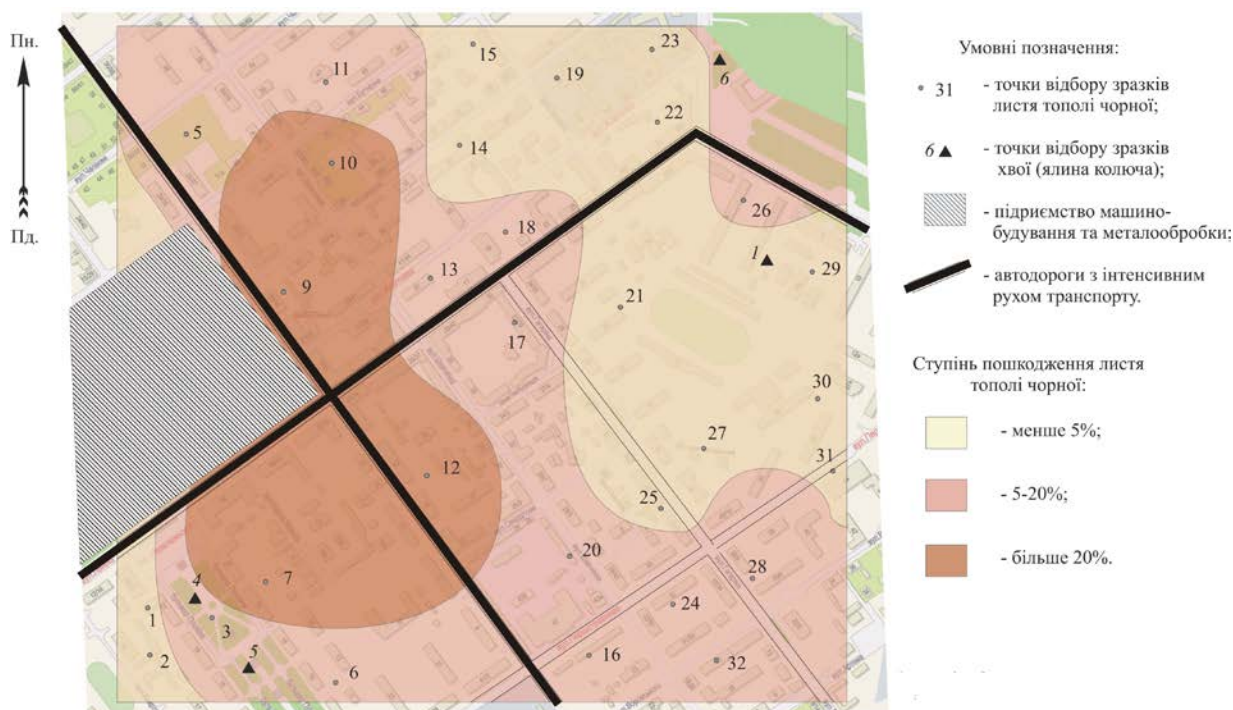 Пн.
Пд.
15
23
6
11
19
5
22
10
14
26
18
1
13
29
9
21
17
30
27
12
31
25
20
7
28
4
24
1
3
2
5
16
32
6
Умовні позначення:
31 - точки відбору зразків
листя тополі чорної;
6 - точки відбору зразків
хвої (ялина колюча);
- підриємство машино-
будування та металообробки;
- автодороги з інтенсивним
рухом транспорту.
Ступінь пошкодження листя
тополі чорної:
- менше 5%;
- 5-20%;
- більше 20%.